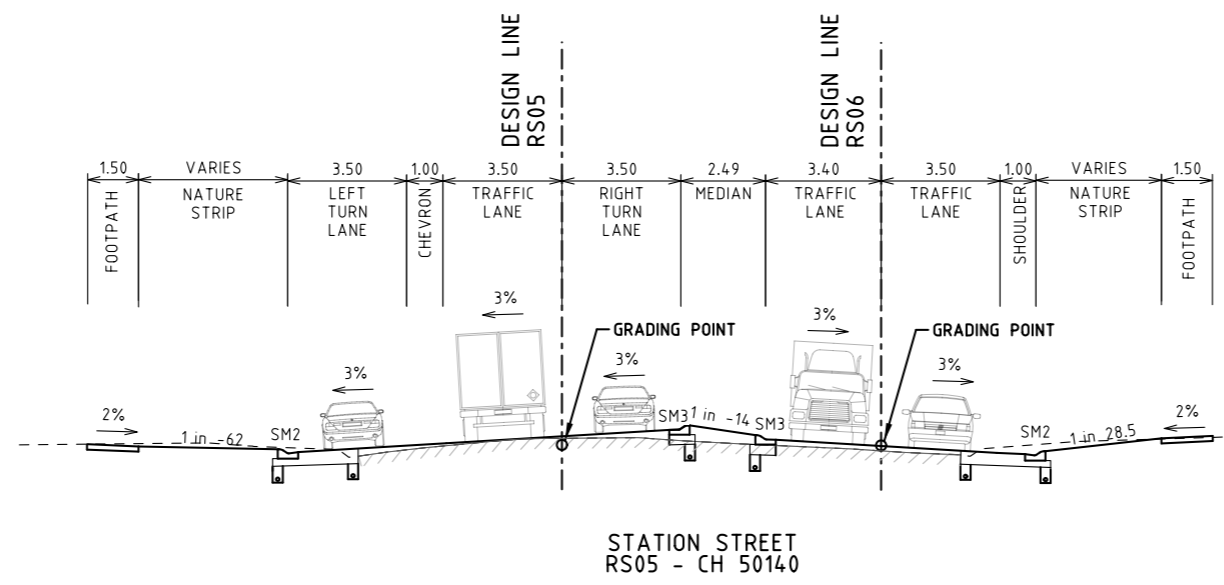 DESIGN LINE
RS05
DESIGN LINE
RS06
1.50
VARIES
3.50
1.00
3.50
3.50
2.49
3.40
3.50
1.00
VARIES
1.50
FOOTPATH
NATURE
STRIP
LEFT
TURN
LANE
CHEVRON
TRAFFIC
LANE
RIGHT
TURN
LANE
MEDIAN
TRAFFIC
LANE
TRAFFIC
LANE
SHOULDER
NATURE
STRIP
FOOTPATH
3%
3%
GRADING POINT
GRADING POINT
3%
3%
3%
2%
2%
1 in -62
SM2
SM3
1 in -14
SM3
SM2
1 in 28.5
STATION STREET
RS05 - CH 50140